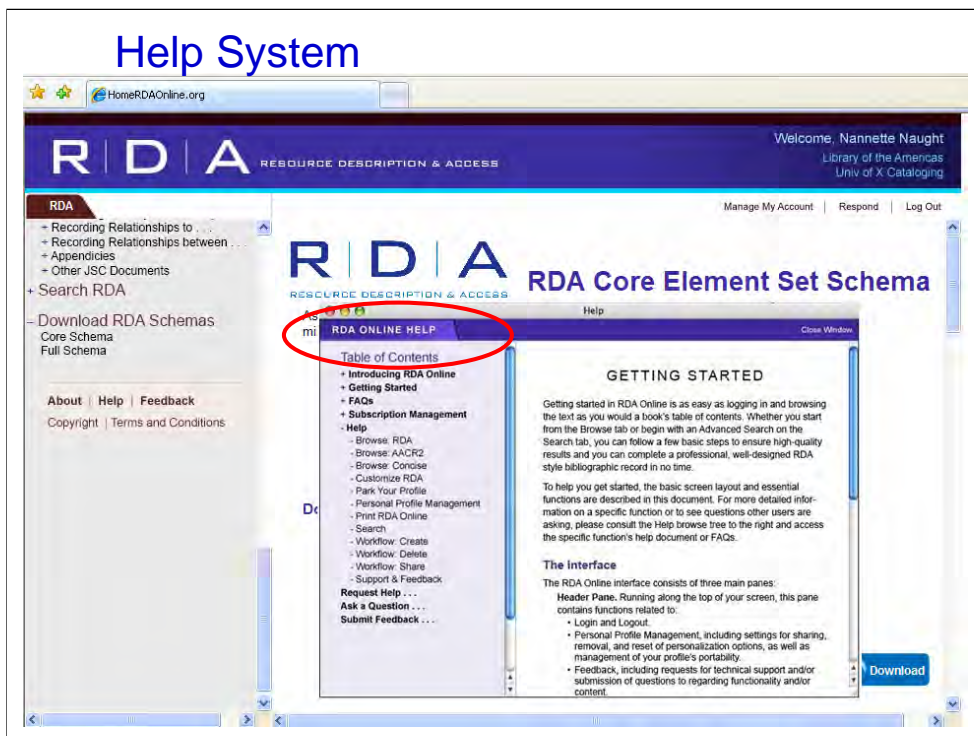 Help System
HomeRDAOnline.org
R|D|A RESOURCE DESCRIPTION & ACCESS
Welcome, Nannette Naught
Library of the Americas
Univ of X Cataloging
RDA
Manage My Account | Respond | Log Out
+ Recording Relationships to . . .
+ Recording Relationships between . . .
+ Appendicies
+ Other JSC Documents
+ Search RDA
- Download RDA Schemas
Core Schema
Full Schema
About | Help | Feedback
Copyright | Terms and Conditions
R|D|A
RESOURCE DESCRIPTION & ACCESS
RDA Core Element Set Schema
As
mi
Do
Help
RDA ONLINE HELP
Close Window
Table of Contents
+ Introducing RDA Online
+ Getting Started
+ FAQs
+ Subscription Management
- Help
- Browse: RDA
- Browse: AACR2
- Browse: Concise
- Customize RDA
- Park Your Profile
- Personal Profile Management
- Print RDA Online
- Search
- Workflow: Create
- Workflow: Delete
- Workflow: Share
- Support & Feedback
Request Help . . .
Ask a Question . . .
Submit Feedback . . .
GETTING STARTED
Getting started in RDA Online is as easy as logging in and browsing
the text as you would a book's table of contents. Whether you start
from the Browse tab or begin with an Advanced Search on the
Search tab, you can follow a few basic steps to ensure high-quality
results and you can complete a professional, well-designed RDA
style bibliographic record in no time.
To help you get started, the basic screen layout and essential
functions are described in this document. For more detailed infor-
mation on a specific function or to see questions other users are
asking, please consult the Help browse tree to the right and access
the specific function's help document or FAQs.
The Interface
The RDA Online interface consists of three main panes:
Header Pane. Running along the top of your screen, this pane
contains functions related to:
• Login and Logout.
• Personal Profile Management, including settings for sharing,
removal, and reset of personalization options, as well as
management of your profile's portability.
• Feedback, including requests for technical support and/or
submission of questions to regarding functionality and/or
content.
Download